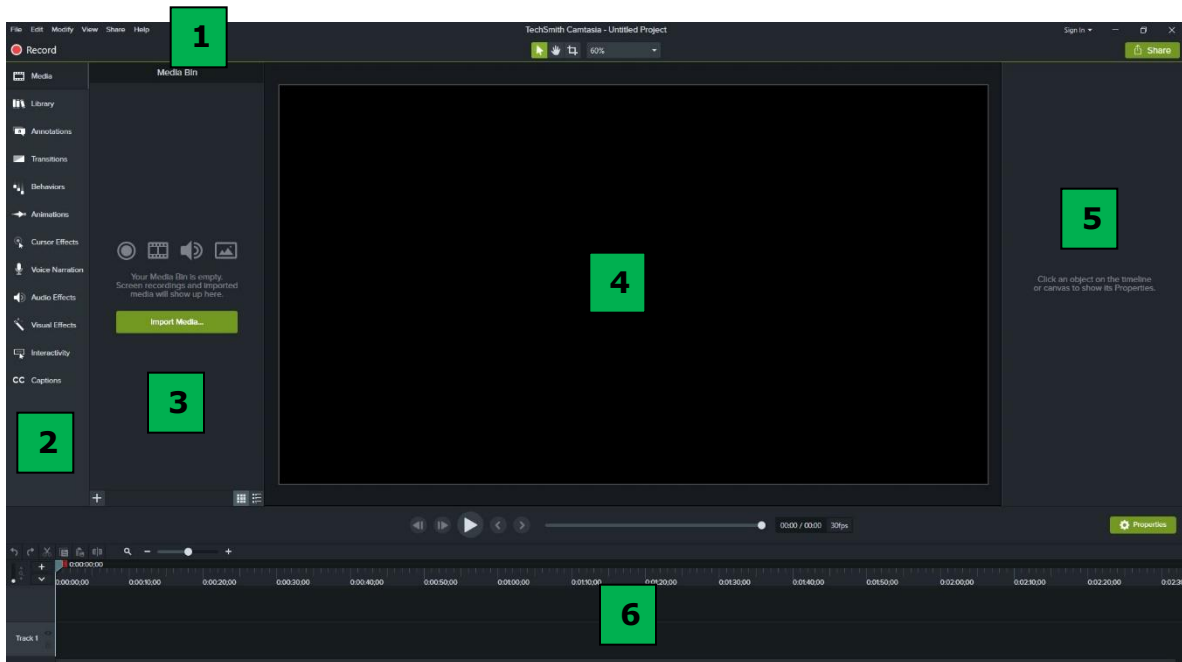 File Edit Modify View Share Help
TechSmith Camtasia - Untitled Project
Sign In
1
Record
60%
Share
Media
Media Bin
Library
Annotations
Transitions
Behaviors
Animations
Cursor Effects
Voice Narration
Audio Effects
Visual Effects
Interactivity
CC Captions
Your Media Bin is empty.
Screen recordings and imported
media will show up here.
Import Media...
2
3
4
5
Click an object on the timeline
or canvas to show its Properties.
00:00 / 00:00 30fps
Properties
0:00:00;00
0:00:00;00 0:00:10;00 0:00:20;00 0:00:30;00 0:00:40;00 0:00:50;00 0:01:00;00 0:01:10;00 0:01:20;00 0:01:30;00 0:01:40;00 0:01:50;00 0:02:00;00 0:02:10;00 0:02:20;00
6
Track 1